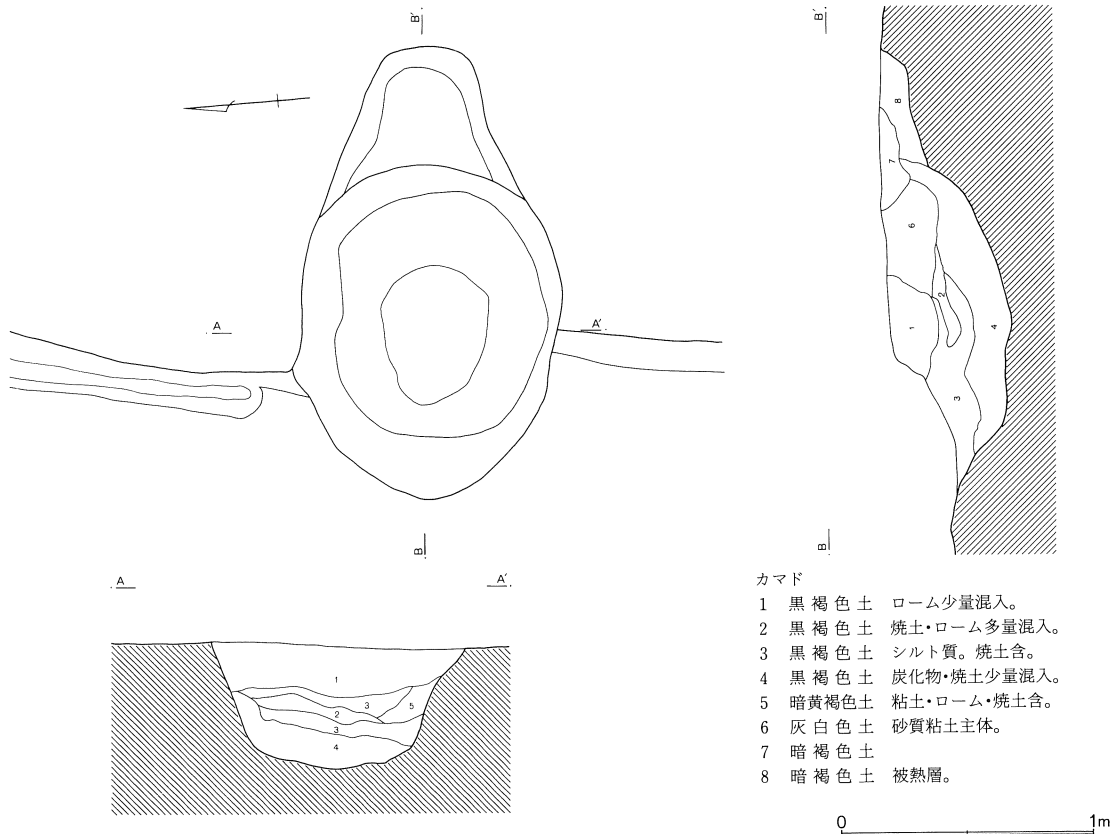 B′
B′
A
A′
8
7
6
2
1
4
3
B
B
A
A′
1
3
5
2
3
4
カマド
1 黒褐色土 ローム少量混入。
2 黒褐色土 焼土・ローム多量混入。
3 黒褐色土 シルト質。焼土含。
4 黒褐色土 炭化物・焼土少量混入。
5 暗黄褐色土 粘土・ローム・焼土含。
6 灰白色土 砂質粘土主体。
7 暗褐色土
8 暗褐色土 被熱層。
0 1m